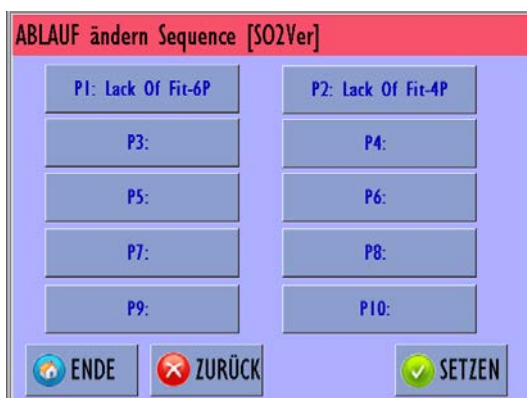 ABLAUF ändern Sequence [SO2Ver]
P1: Lack Of Fit-6P
P2: Lack Of Fit-4P
P3:
P4:
P5:
P6:
P7:
P8:
P9:
P10:
ENDE
ZURÜCK
SETZEN